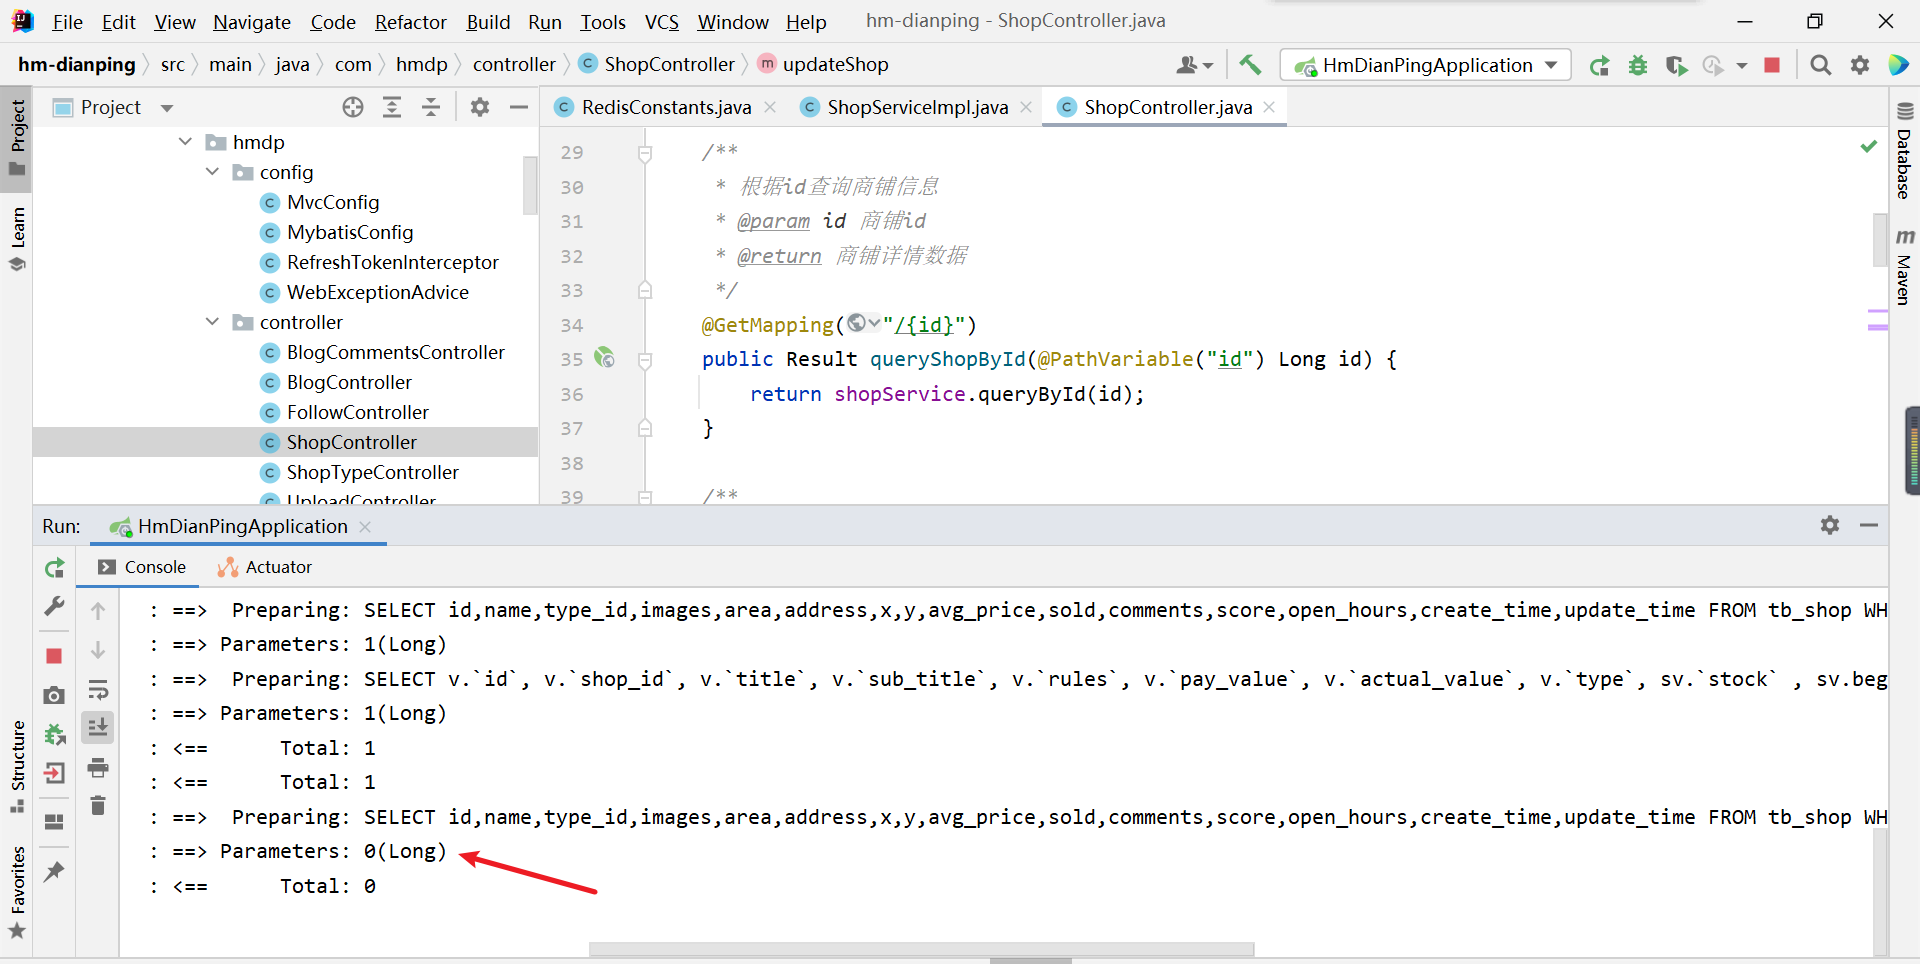 File Edit View Navigate Code Refactor Build Run Tools VCS Window Help hm-dianping - ShopController.java
hm-dianping src main java com hmdp controller ShopController updateShop HmDianPingApplication
Project
Project
RedisConstants.java ShopServiceImpl.java ShopController.java
hmdp
config
MvcConfig
MybatisConfig
RefreshTokenInterceptor
WebExceptionAdvice
controller
BlogCommentsController
BlogController
FollowController
ShopController
ShopTypeController
UploadController
29 /**
30 * 根据id查询商铺信息
31 * @param id 商铺id
32 * @return 商铺详情数据
33 */
34 @GetMapping("/{id}")
35 public Result queryShopById(@PathVariable("id") Long id) {
36 return shopService.queryById(id);
37 }
38
39 /**
Learn
Structure
Favorites
Database
m Maven
Run: HmDianPingApplication
Console Actuator
: ==>  Preparing: SELECT id,name,type_id,images,area,address,x,y,avg_price,sold,comments,score,open_hours,create_time,update_time FROM tb_shop WH
: ==> Parameters: 1(Long)
: ==>  Preparing: SELECT v.`id`, v.`shop_id`, v.`title`, v.`sub_title`, v.`rules`, v.`pay_value`, v.`actual_value`, v.`type`, sv.`stock` , sv.beg
: ==> Parameters: 1(Long)
: <==      Total: 1
: <==      Total: 1
: ==>  Preparing: SELECT id,name,type_id,images,area,address,x,y,avg_price,sold,comments,score,open_hours,create_time,update_time FROM tb_shop WH
: ==> Parameters: 0(Long)
: <==      Total: 0